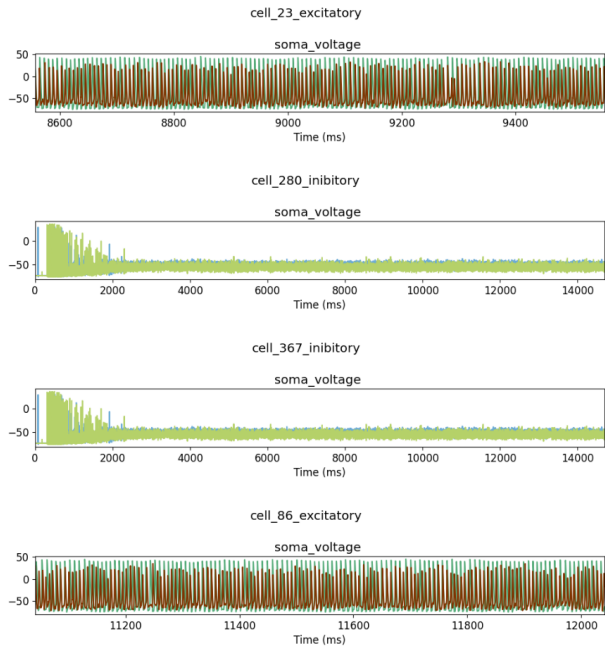 cell_23_excitatory
soma_voltage
50
0
−50
8600 8800 9000 9200 9400
Time (ms)
cell_280_inibitory
soma_voltage
0
−50
0 2000 4000 6000 8000 10000 12000 14000
Time (ms)
cell_367_inibitory
soma_voltage
0
−50
0 2000 4000 6000 8000 10000 12000 14000
Time (ms)
cell_86_excitatory
soma_voltage
50
0
−50
11200 11400 11600 11800 12000
Time (ms)